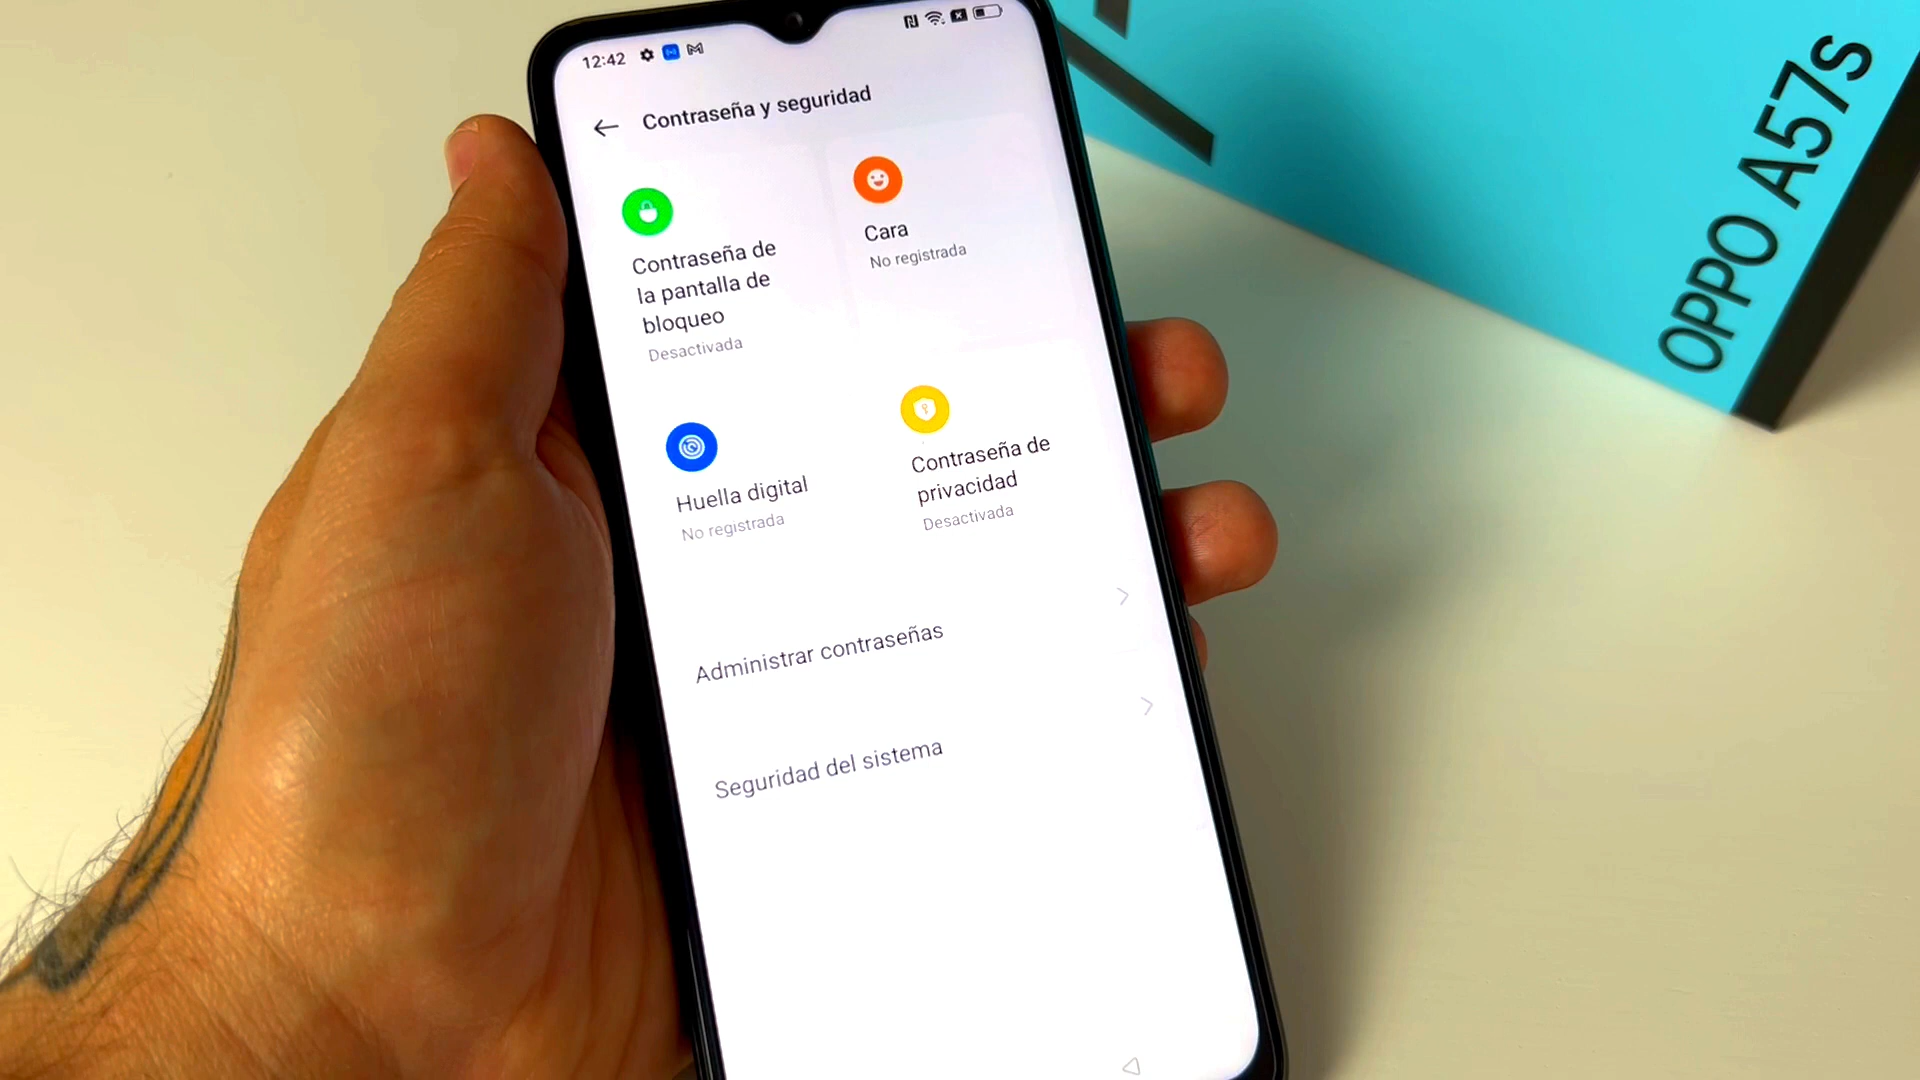 12:42
Contraseña y seguridad
Contraseña de
la pantalla de
bloqueo
Desactivada
Cara
No registrada
Huella digital
No registrada
Contraseña de
privacidad
Desactivada
Administrar contraseñas
Seguridad del sistema
OPPO A57s